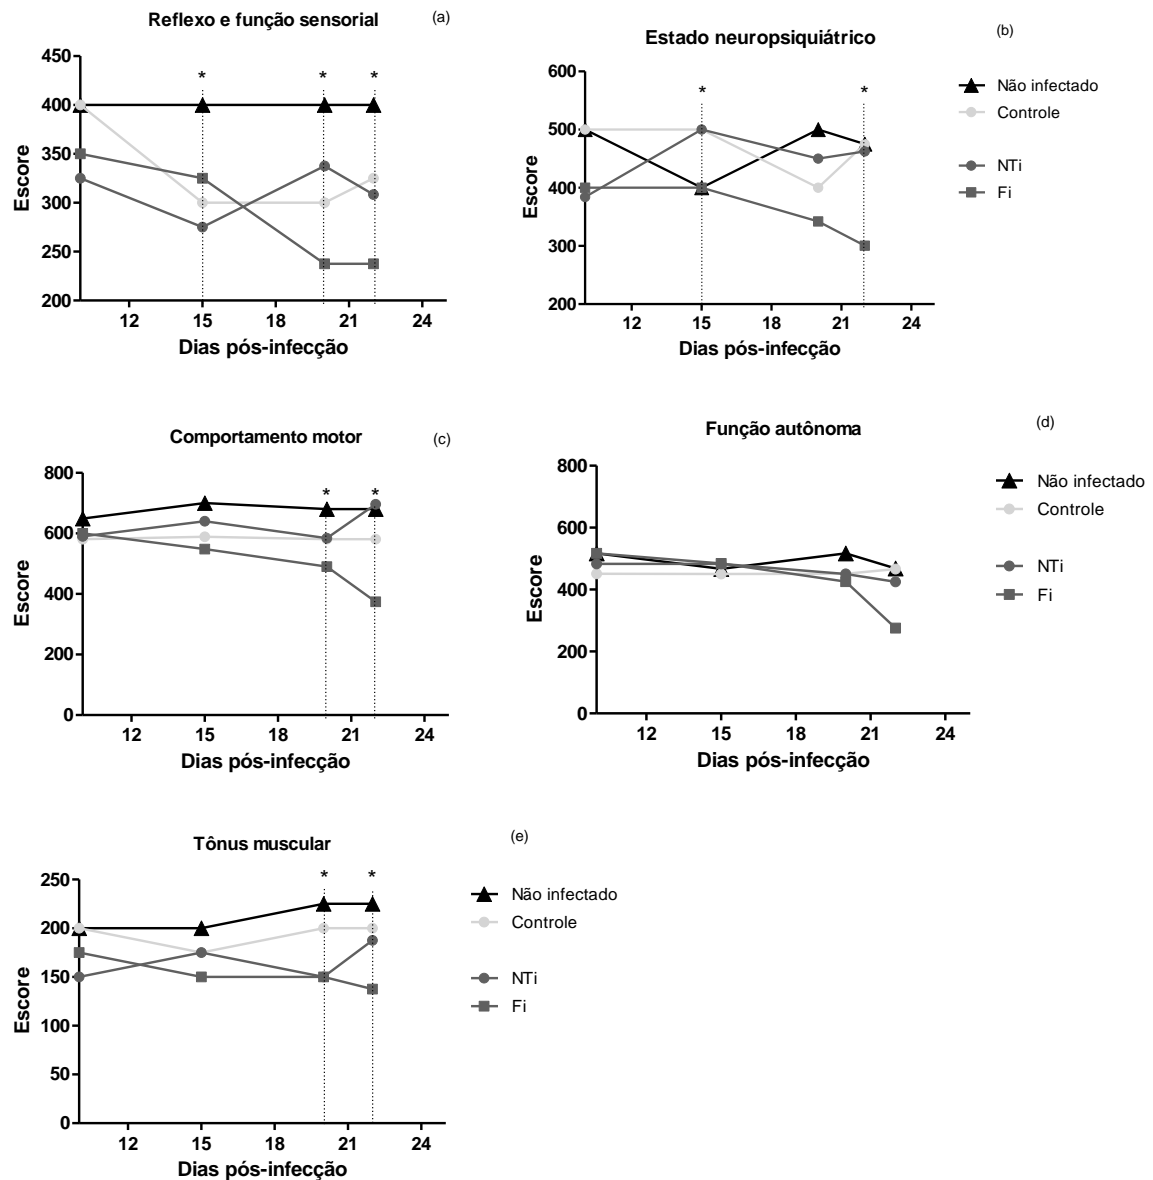 Reflexo e função sensorial
(a)
450
400
350
300
250
200
Escore
* * *
12 15 18 21 24
Dias pós-infecção
Estado neuropsiquiátrico
(b)
600
500
400
300
200
Escore
* *
12 15 18 21 24
Dias pós-infecção
Não infectado
Controle
NTi
Fi
Comportamento motor
(c)
800
600
400
200
0
Escore
* *
12 15 18 21 24
Dias pós-infecção
Função autônoma
(d)
800
600
400
200
0
Escore
12 15 18 21 24
Dias pós-infecção
Não infectado
Controle
NTi
Fi
Tônus muscular
(e)
250
200
150
100
50
0
Escore
* *
12 15 18 21 24
Dias pós-infecção
Não infectado
Controle
NTi
Fi